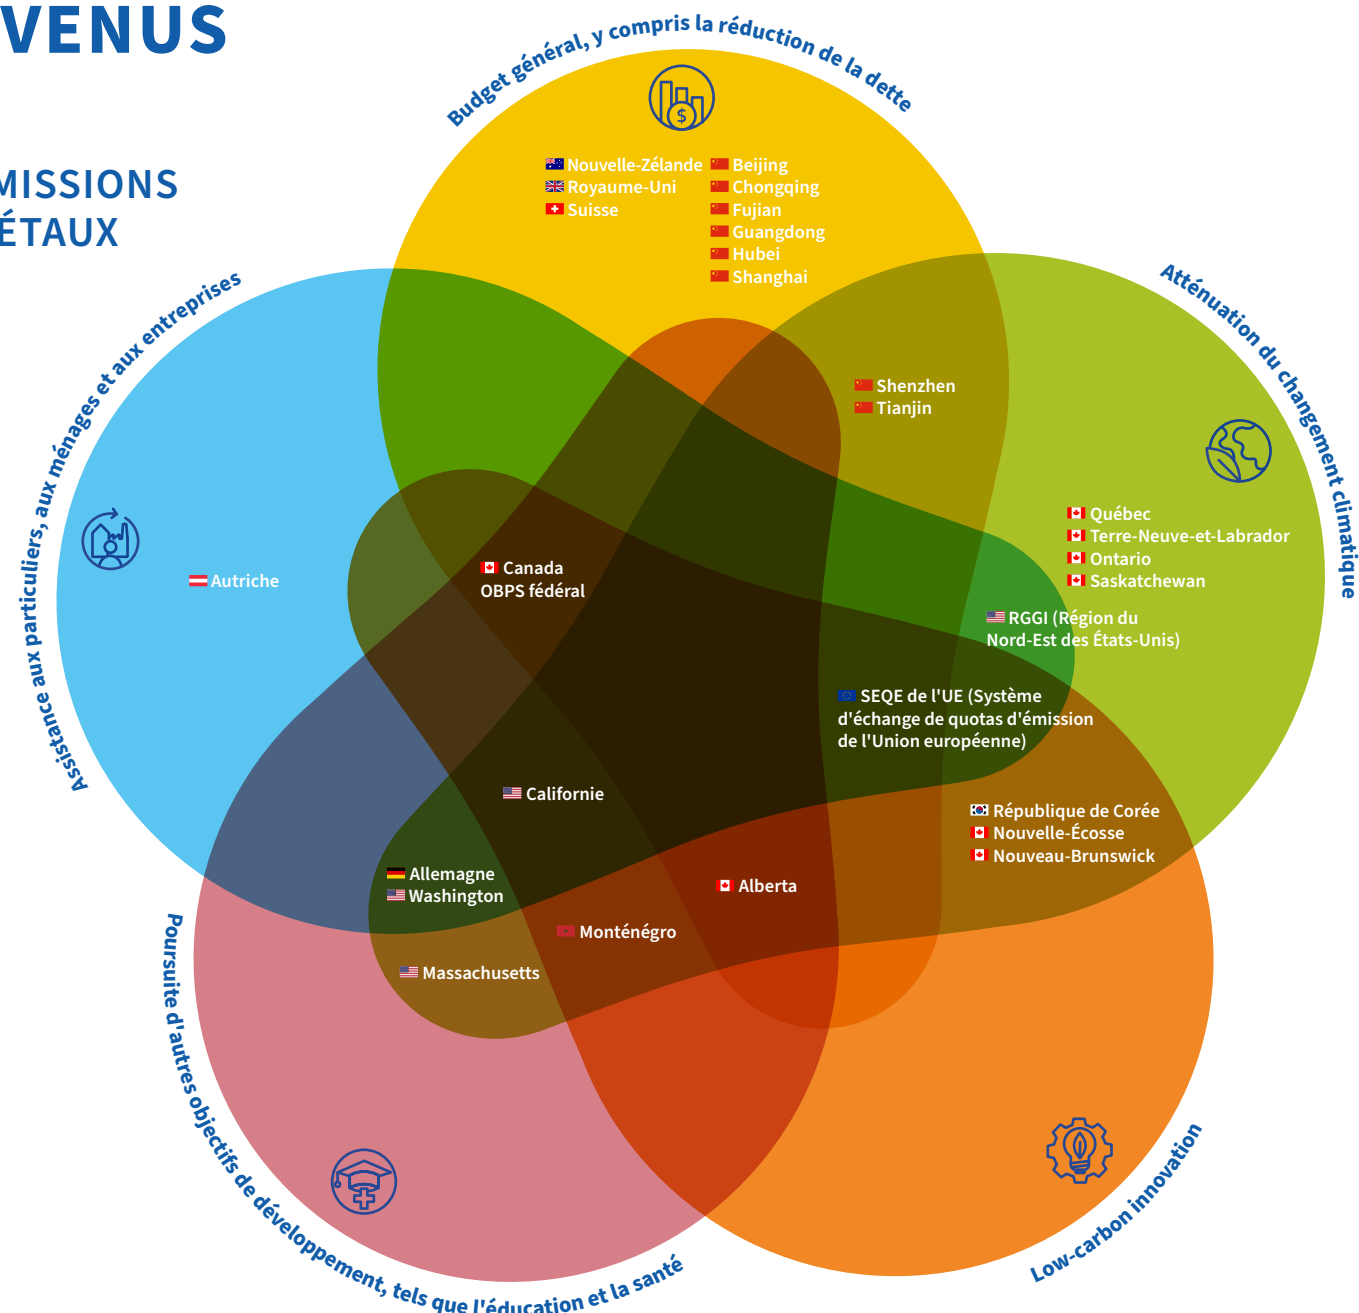 VENUS
MISSIONS
ÉTAUX
Budget général, y compris la réduction de la dette
$
Nouvelle-Zélande
Royaume-Uni
Suisse
Beijing
Chongqing
Fujian
Guangdong
Hubei
Shanghai
Atténuation du changement climatique
Shenzhen
Tianjin
Québec
Terre-Neuve-et-Labrador
Ontario
Saskatchewan
RGGI (Région du
Nord-Est des États-Unis)
Assistance aux particuliers, aux ménages et aux entreprises
Autriche
Canada
OBPS fédéral
SEQE de l'UE (Système
d'échange de quotas d'émission
de l'Union européenne)
Californie
République de Corée
Nouvelle-Écosse
Nouveau-Brunswick
Allemagne
Washington
Alberta
Monténégro
Massachusetts
Poursuite d'autres objectifs de développement, tels que l'éducation et la santé
Low-carbon innovation